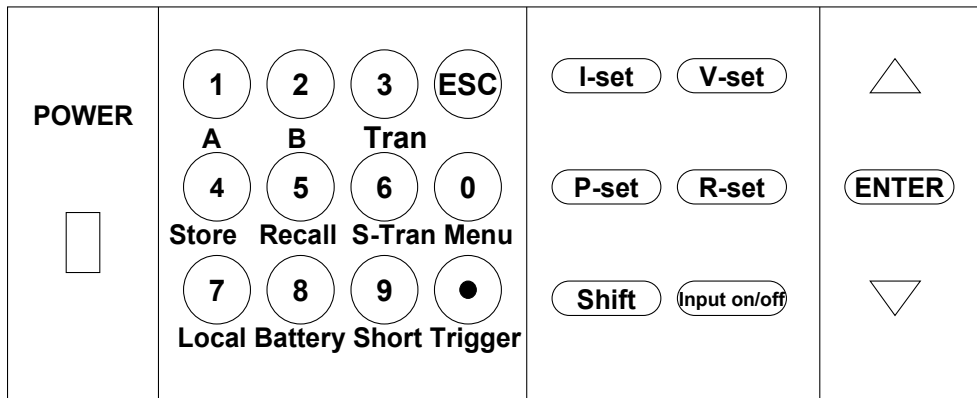 1 2 3 ESC I-set V-set
POWER
A B Tran
4 5 6 0 P-set R-set ENTER
Store Recall S-Tran Menu
7 8 9 Shift Input on/off
Local Battery Short Trigger